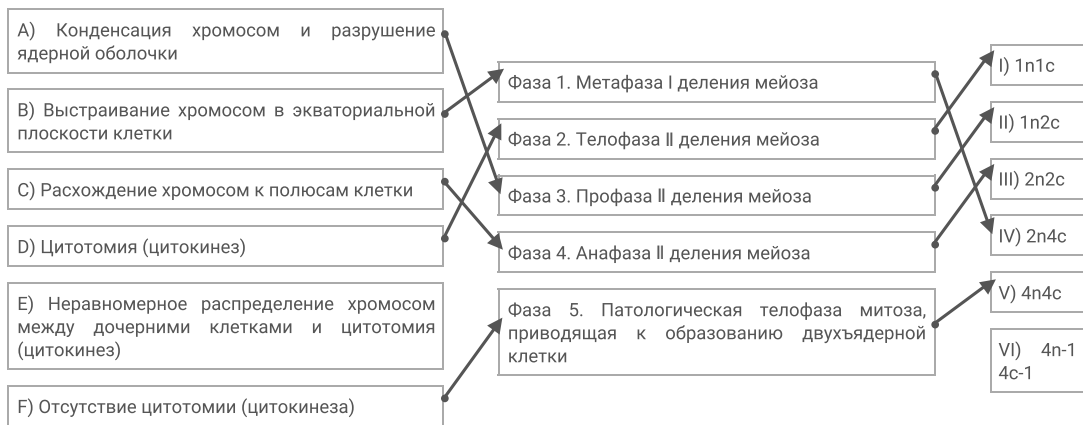 А) Конденсация хромосом и разрушение
ядерной оболочки
В) Выстраивание хромосом в экваториальной
плоскости клетки
С) Расхождение хромосом к полюсам клетки
D) Цитотомия (цитокинез)
Е) Неравномерное распределение хромосом
между дочерними клетками и цитотомия
(цитокинез)
F) Отсутствие цитотомии (цитокинеза)
Фаза 1. Метафаза I деления мейоза
Фаза 2. Телофаза II деления мейоза
Фаза 3. Профаза II деления мейоза
Фаза 4. Анафаза II деления мейоза
Фаза 5. Патологическая телофаза митоза,
приводящая к образованию двухъядерной
клетки
I) 1n1c
II) 1n2c
III) 2n2c
IV) 2n4c
V) 4n4c
VI) 4n-1
4c-1